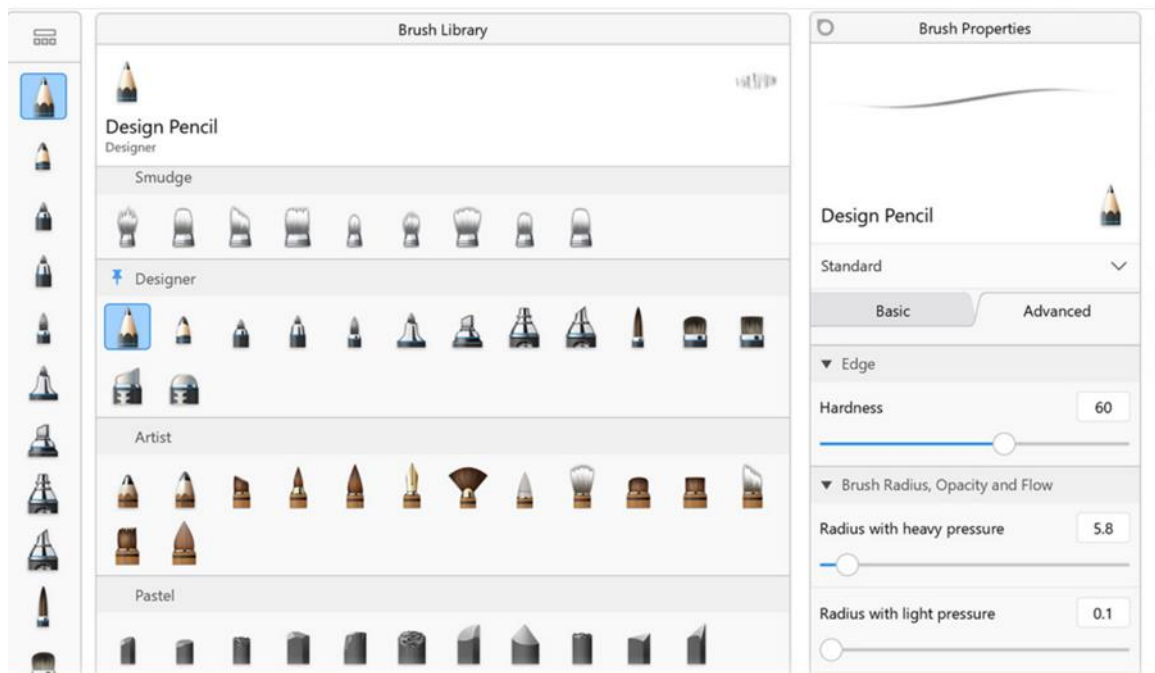 Brush Library
Design Pencil
Designer
Smudge
Designer
Artist
Pastel
Brush Properties
Design Pencil
Standard
Basic
Advanced
Edge
Hardness
60
Brush Radius, Opacity and Flow
Radius with heavy pressure
5.8
Radius with light pressure
0.1